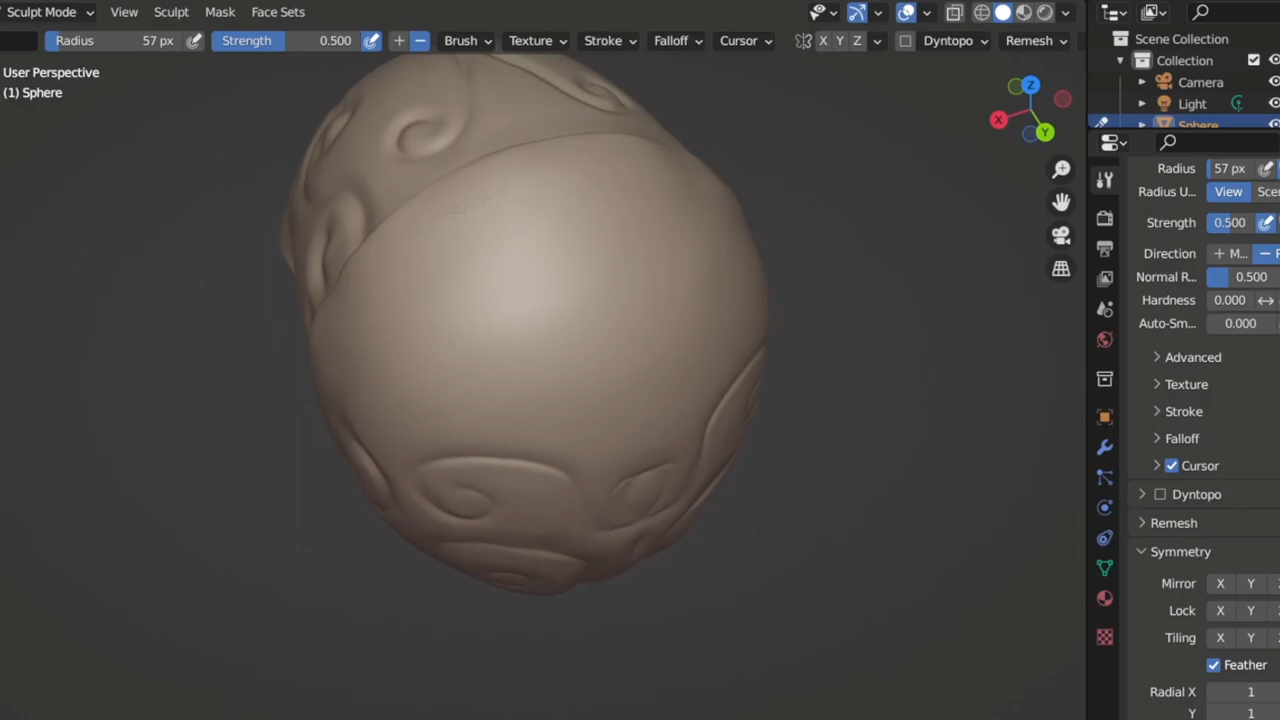 Sculpt Mode View Sculpt Mask Face Sets
Radius 57 px Strength 0.500 Brush Texture Stroke Falloff Cursor X Y Z Dyntopo Remesh
User Perspective
(1) Sphere
Z
X
Y
Scene Collection
Collection
Camera
Light
Sphere
Radius 57 px
Radius U... View Sce
Strength 0.500
Direction + M... −
Normal R... 0.500
Hardness 0.000
Auto-Sm... 0.000
Advanced
Texture
Stroke
Falloff
Cursor
Dyntopo
Remesh
Symmetry
Mirror X Y
Lock X Y
Tiling X Y
Feather
Radial X 1
Y 1